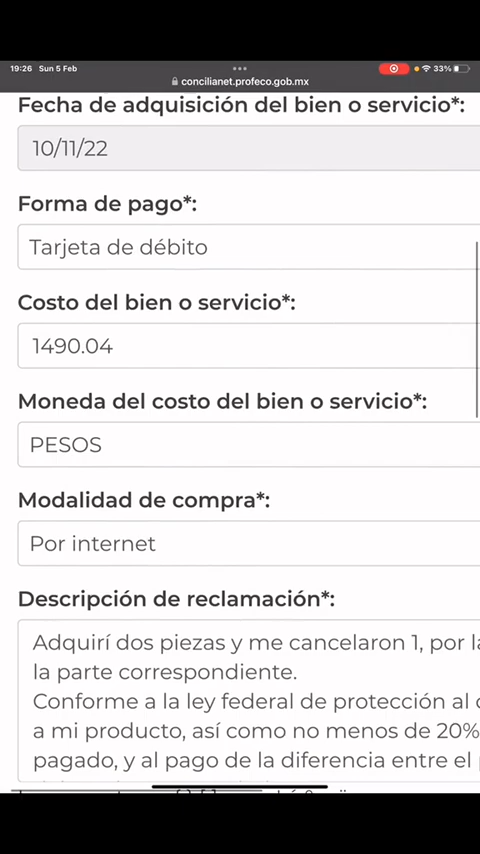 19:26 Sun 5 Feb
33%
concilianet.profeco.gob.mx
Fecha de adquisición del bien o servicio*:
10/11/22
Forma de pago*:
Tarjeta de débito
Costo del bien o servicio*:
1490.04
Moneda del costo del bien o servicio*:
PESOS
Modalidad de compra*:
Por internet
Descripción de reclamación*:
Adquirí dos piezas y me cancelaron 1, por
la parte correspondiente.
Conforme a la ley federal de protección al
a mi producto, así como no menos de 20%
pagado, y al pago de la diferencia entre el